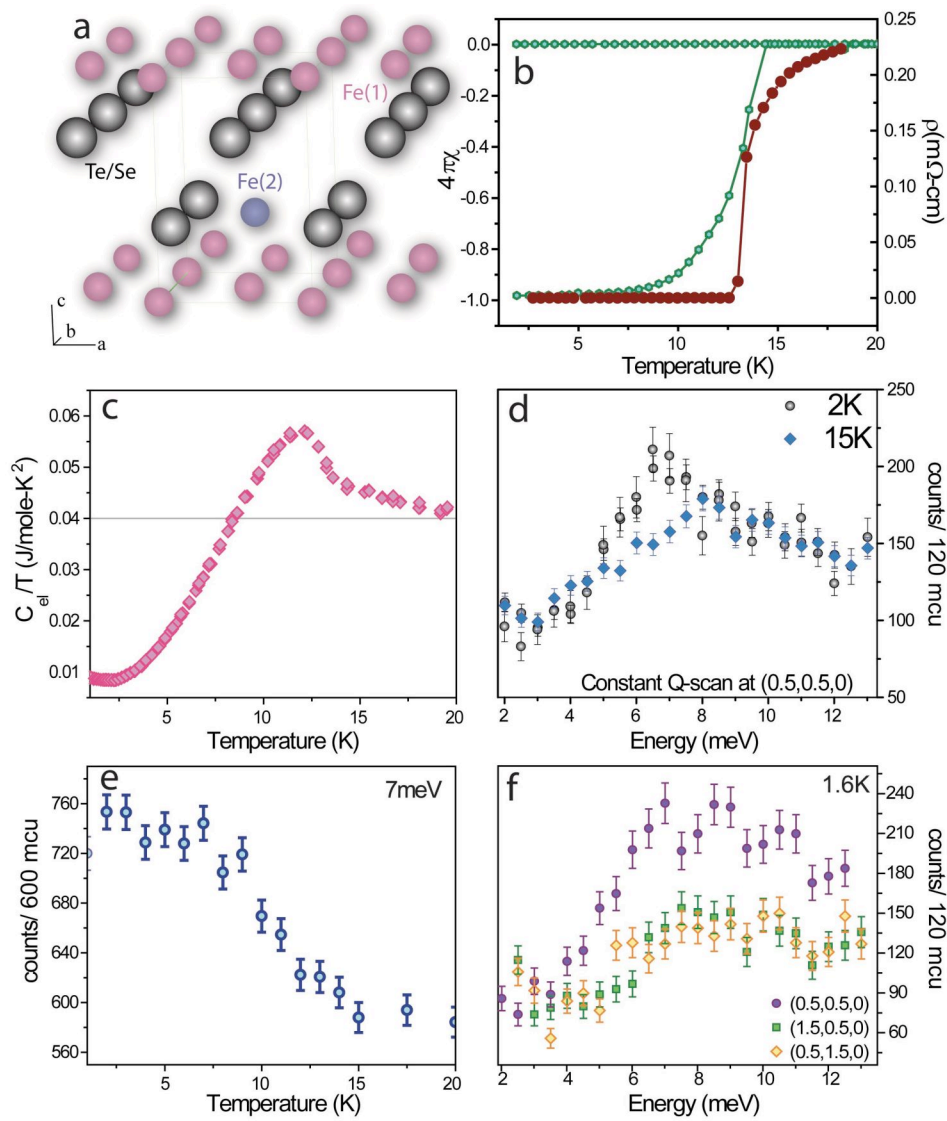 a
Fe(1)
Te/Se
Fe(2)
c
b
a
b
0.0
-0.2
-0.4
-0.6
-0.8
-1.0
4πχ
0.25
0.20
0.15
0.10
0.05
0.00
ρ(mΩ-cm)
5 10 15 20
Temperature (K)
c
0.06
0.05
0.04
0.03
0.02
0.01
C_el/T (J/mole-K²)
5 10 15 20
Temperature (K)
d
2K
15K
250
200
150
100
50
counts/ 120 mcu
Constant Q-scan at (0.5,0.5,0)
2 4 6 8 10 12
Energy (meV)
e
7meV
760
720
680
640
600
560
counts/ 600 mcu
5 10 15 20
Temperature (K)
f
1.6K
240
210
180
150
120
90
60
counts/ 120 mcu
(0.5,0.5,0)
(1.5,0.5,0)
(0.5,1.5,0)
2 4 6 8 10 12
Energy (meV)